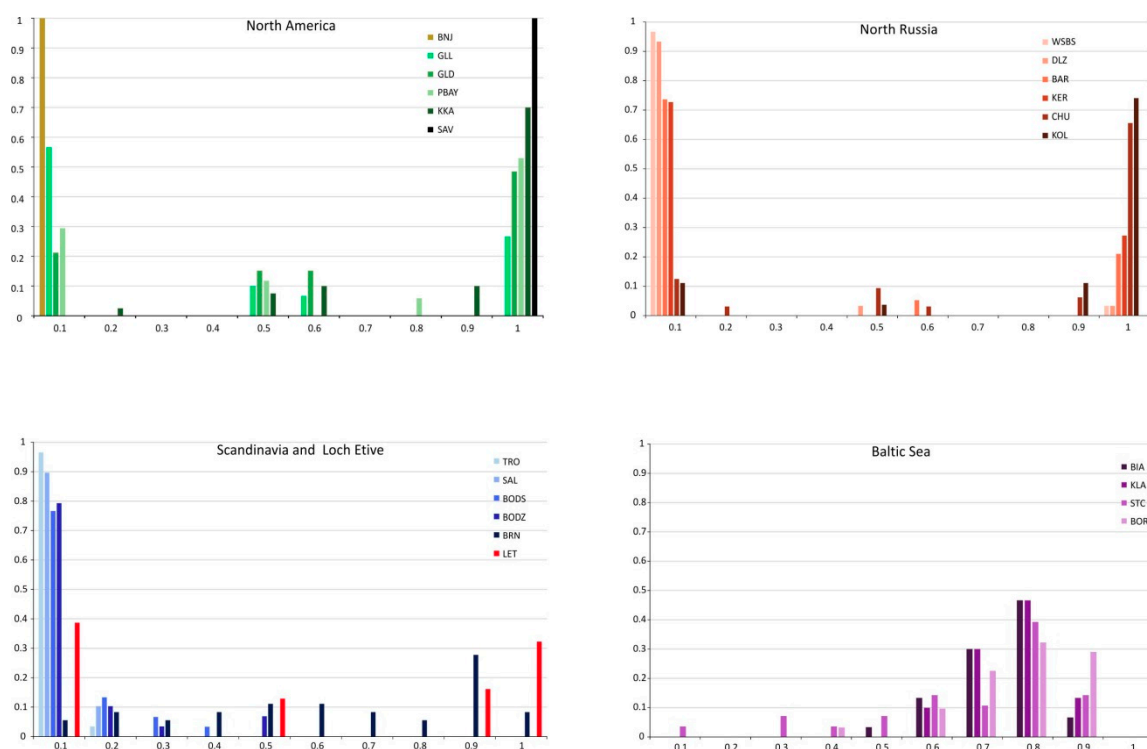 North America
BNJ
GLL
GLD
PBAY
KKA
SAV
1
0.9
0.8
0.7
0.6
0.5
0.4
0.3
0.2
0.1
0
0.1 0.2 0.3 0.4 0.5 0.6 0.7 0.8 0.9 1
North Russia
WSBS
DLZ
BAR
KER
CHU
KOL
1
0.9
0.8
0.7
0.6
0.5
0.4
0.3
0.2
0.1
0
0.1 0.2 0.3 0.4 0.5 0.6 0.7 0.8 0.9 1
Scandinavia and Loch Etive
TRO
SAL
BODS
BODZ
BRN
LET
1
0.9
0.8
0.7
0.6
0.5
0.4
0.3
0.2
0.1
0
0.1 0.2 0.3 0.4 0.5 0.6 0.7 0.8 0.9 1
Baltic Sea
BIA
KLA
STC
BOR
1
0.9
0.8
0.7
0.6
0.5
0.4
0.3
0.2
0.1
0
0.1 0.2 0.3 0.4 0.5 0.6 0.7 0.8 0.9 1